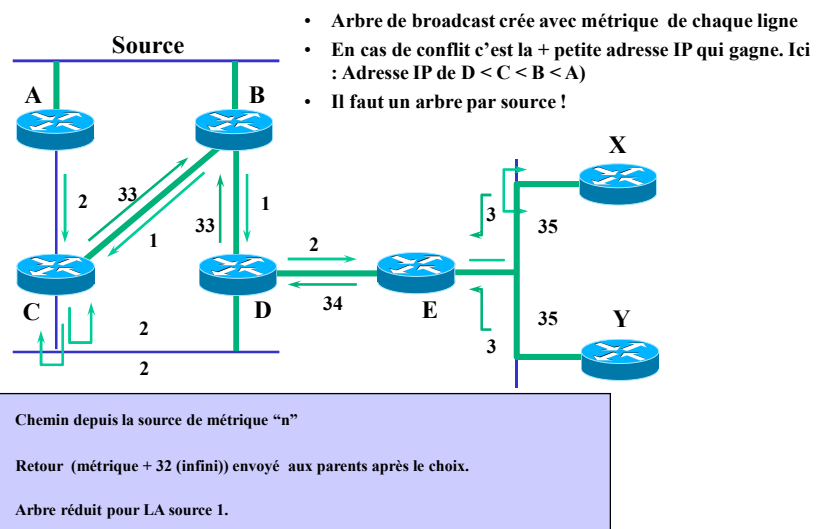 • Arbre de broadcast crée avec métrique de chaque ligne
• En cas de conflit c'est la + petite adresse IP qui gagne. Ici
: Adresse IP de D < C < B < A)
• Il faut un arbre par source !
Source
A
B
X
2
33
1
33
1
3
35
2
C
D
34
E
35
Y
3
2
2
Chemin depuis la source de métrique “n”
Retour (métrique + 32 (infini)) envoyé aux parents après le choix.
Arbre réduit pour LA source 1.